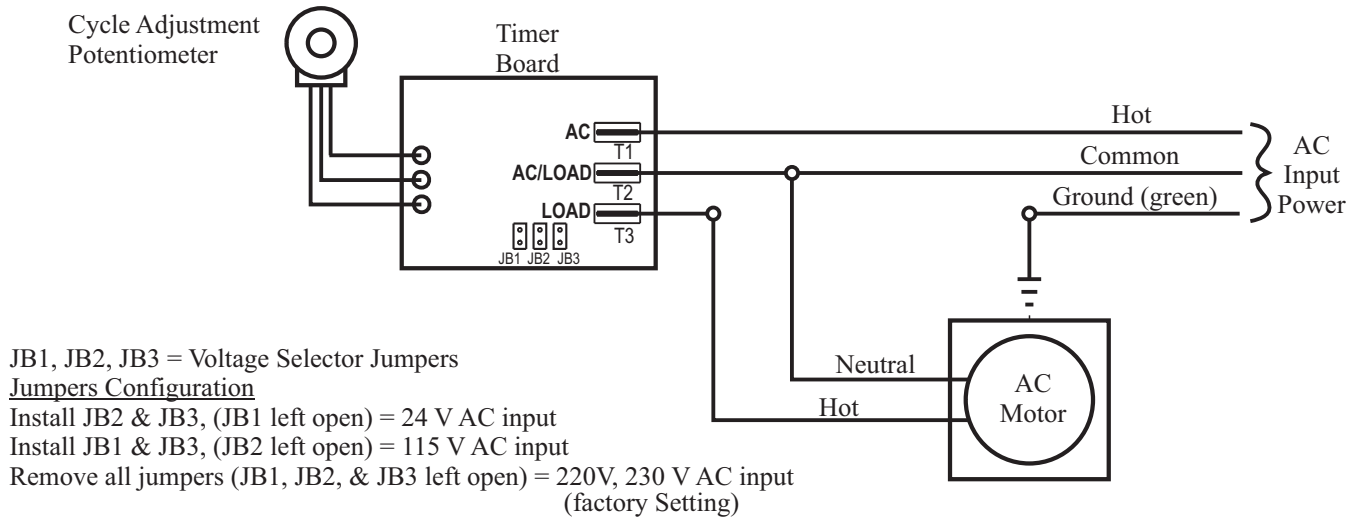 Cycle Adjustment
Potentiometer
Timer
Board
AC
T1
AC/LOAD
T2
LOAD
T3
JB1 JB2 JB3
Hot
Common
Ground (green)
AC
Input
Power
Neutral
Hot
AC
Motor
JB1, JB2, JB3 = Voltage Selector Jumpers
Jumpers Configuration
Install JB2 & JB3, (JB1 left open) = 24 V AC input
Install JB1 & JB3, (JB2 left open) = 115 V AC input
Remove all jumpers (JB1, JB2, & JB3 left open) = 220V, 230 V AC input
(factory Setting)